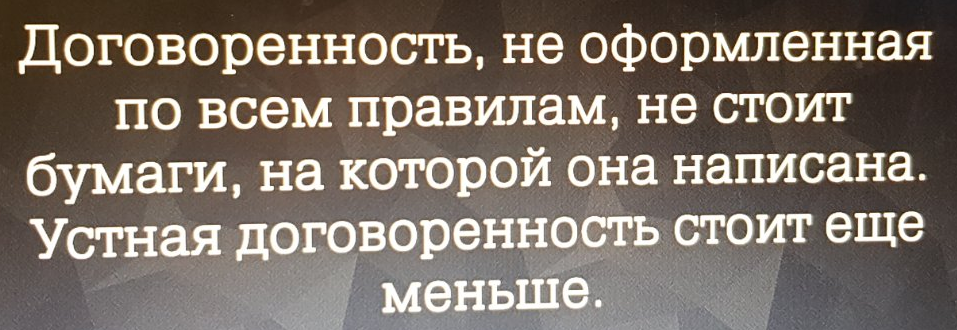 Договоренность, не оформленная
по всем правилам, не стоит
бумаги, на которой она написана.
Устная договоренность стоит еще
меньше.